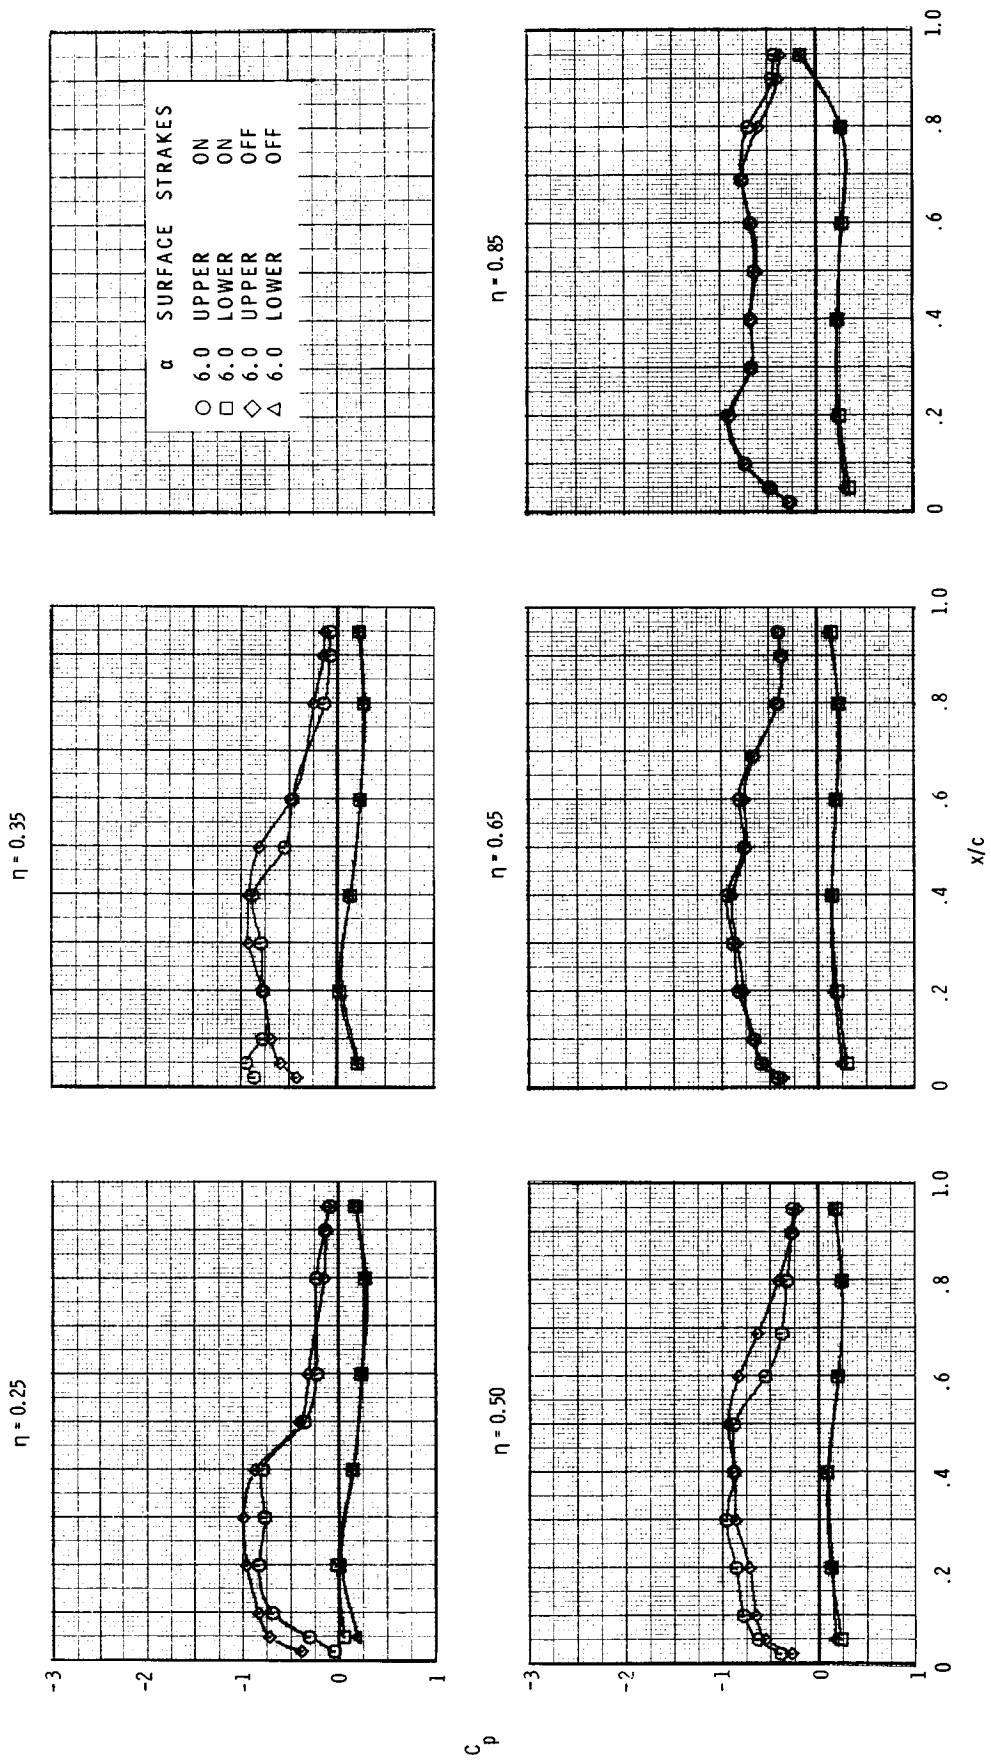 η = 0.25
η = 0.35
α SURFACE STRAKES
○ 6.0 UPPER ON
□ 6.0 LOWER ON
◇ 6.0 UPPER OFF
△ 6.0 LOWER OFF
-3
-2
-1
0
1
η = 0.50
η = 0.65
η = 0.85
-3
-2
-1
0
1
0 .2 .4 .6 .8 1.0
0 .2 .4 .6 .8 1.0
0 .2 .4 .6 .8 1.0
Cp
x/c